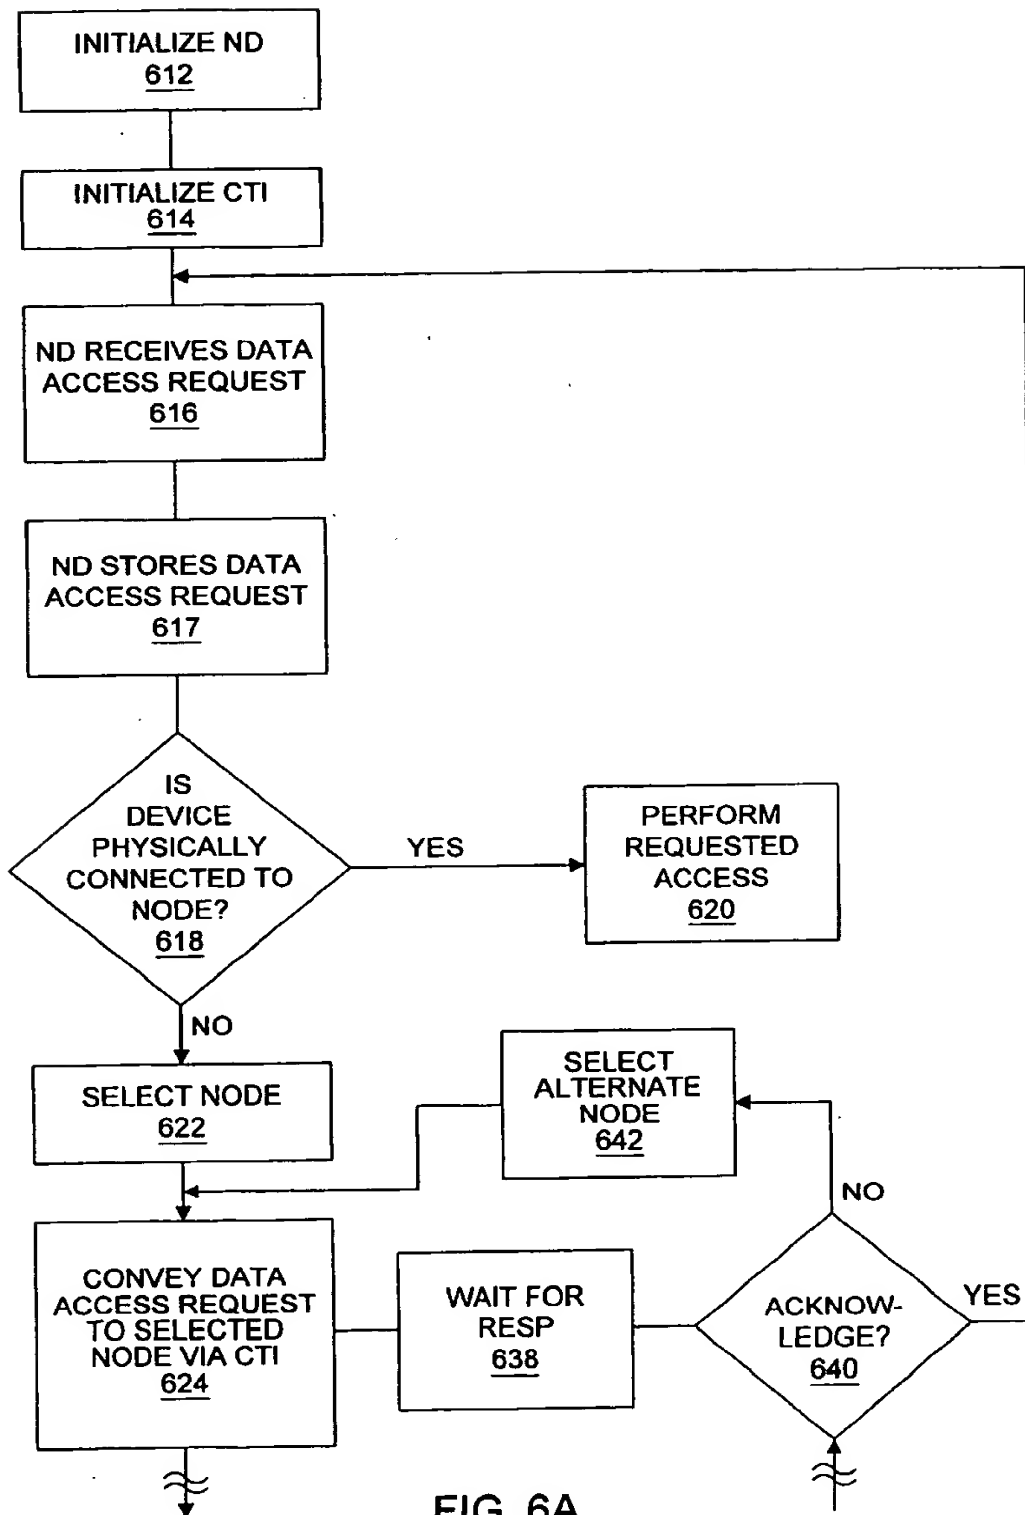 INITIALIZE ND
612
INITIALIZE CTI
614
ND RECEIVES DATA
ACCESS REQUEST
616
ND STORES DATA
ACCESS REQUEST
617
IS
DEVICE
PHYSICALLY
CONNECTED TO
NODE?
618
YES
PERFORM
REQUESTED
ACCESS
620
NO
SELECT NODE
622
SELECT
ALTERNATE
NODE
642
NO
CONVEY DATA
ACCESS REQUEST
TO SELECTED
NODE VIA CTI
624
WAIT FOR
RESP
638
ACKNOW-
LEDGE?
640
YES
FIG. 6A